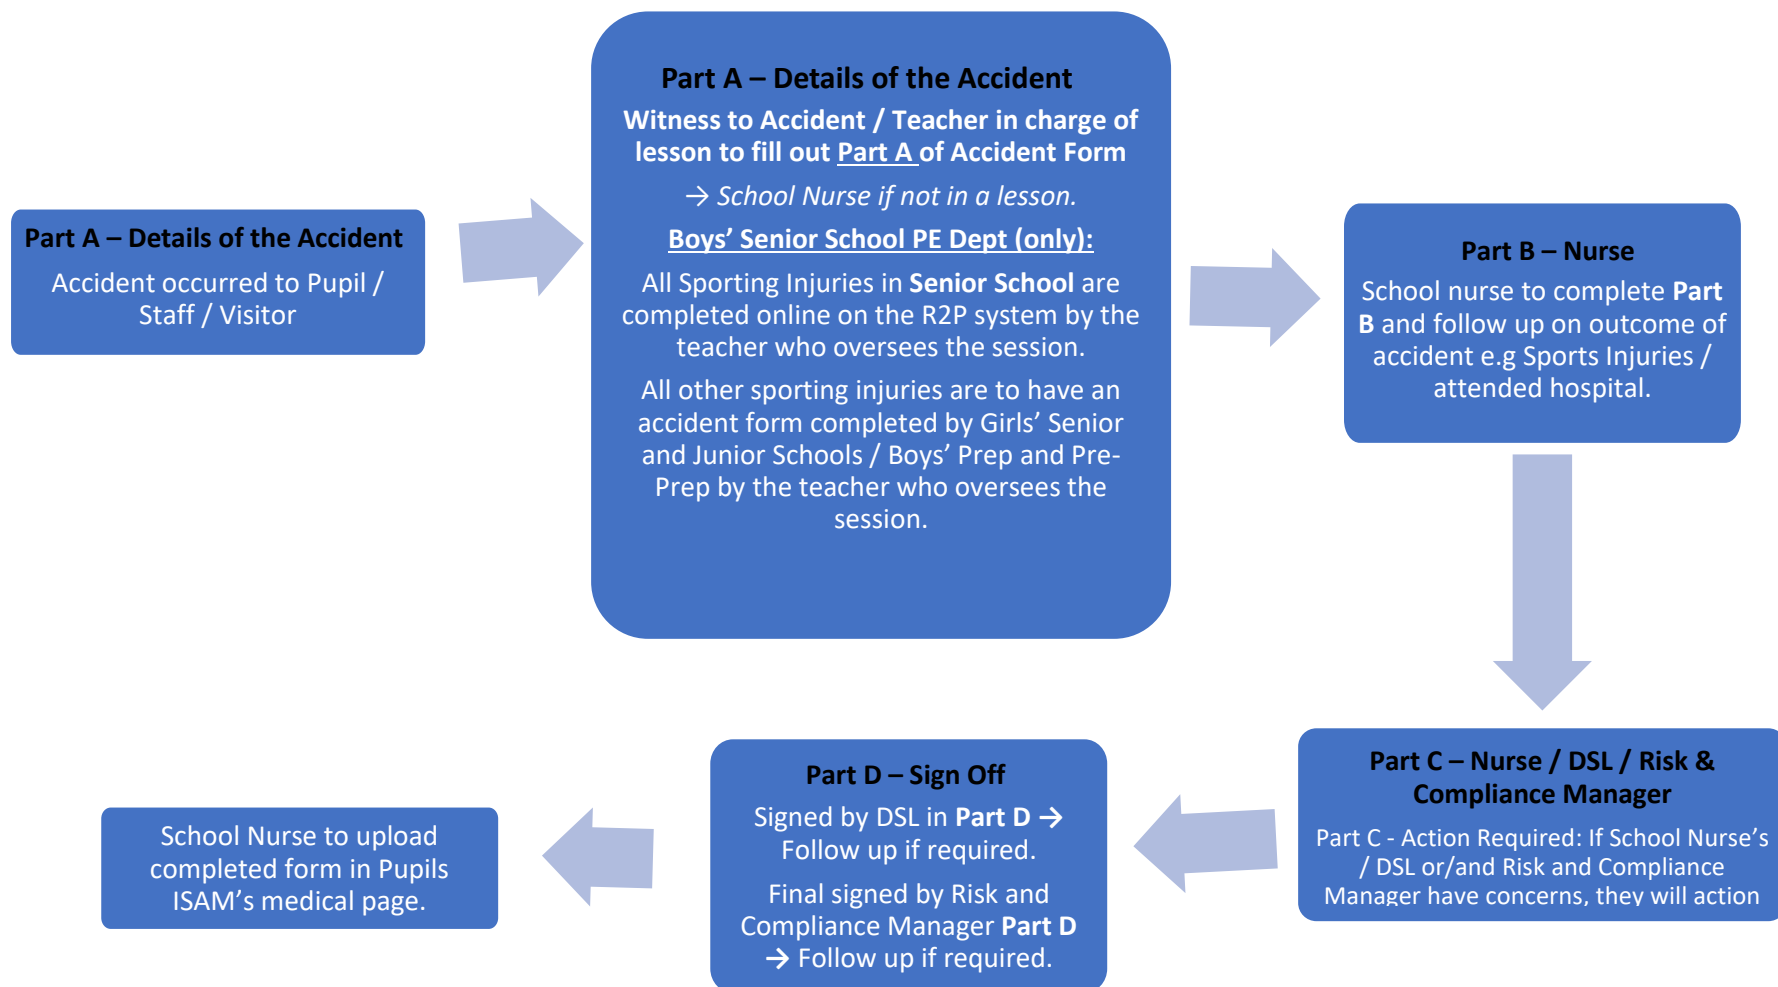 Part A – Details of the Accident
Accident occurred to Pupil /
Staff / Visitor
Part A – Details of the Accident
Witness to Accident / Teacher in charge of
lesson to fill out Part A of Accident Form
→ School Nurse if not in a lesson.
Boys’ Senior School PE Dept (only):
All Sporting Injuries in Senior School are
completed online on the R2P system by the
teacher who oversees the session.
All other sporting injuries are to have an
accident form completed by Girls’ Senior
and Junior Schools / Boys’ Prep and Pre-
Prep by the teacher who oversees the
session.
Part B – Nurse
School nurse to complete Part
B and follow up on outcome of
accident e.g Sports Injuries /
attended hospital.
Part C – Nurse / DSL / Risk &
Compliance Manager
Part C - Action Required: If School Nurse’s
/ DSL or/and Risk and Compliance
Manager have concerns, they will action
Part D – Sign Off
Signed by DSL in Part D →
Follow up if required.
Final signed by Risk and
Compliance Manager Part D
→ Follow up if required.
School Nurse to upload
completed form in Pupils
ISAM’s medical page.